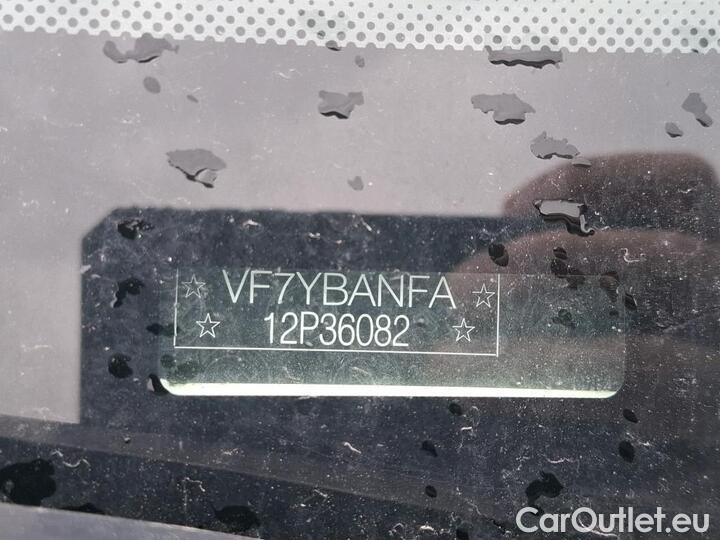 ☆ VF7YBANFA ☆
☆ 12P36082 ☆
CarOutlet.eu